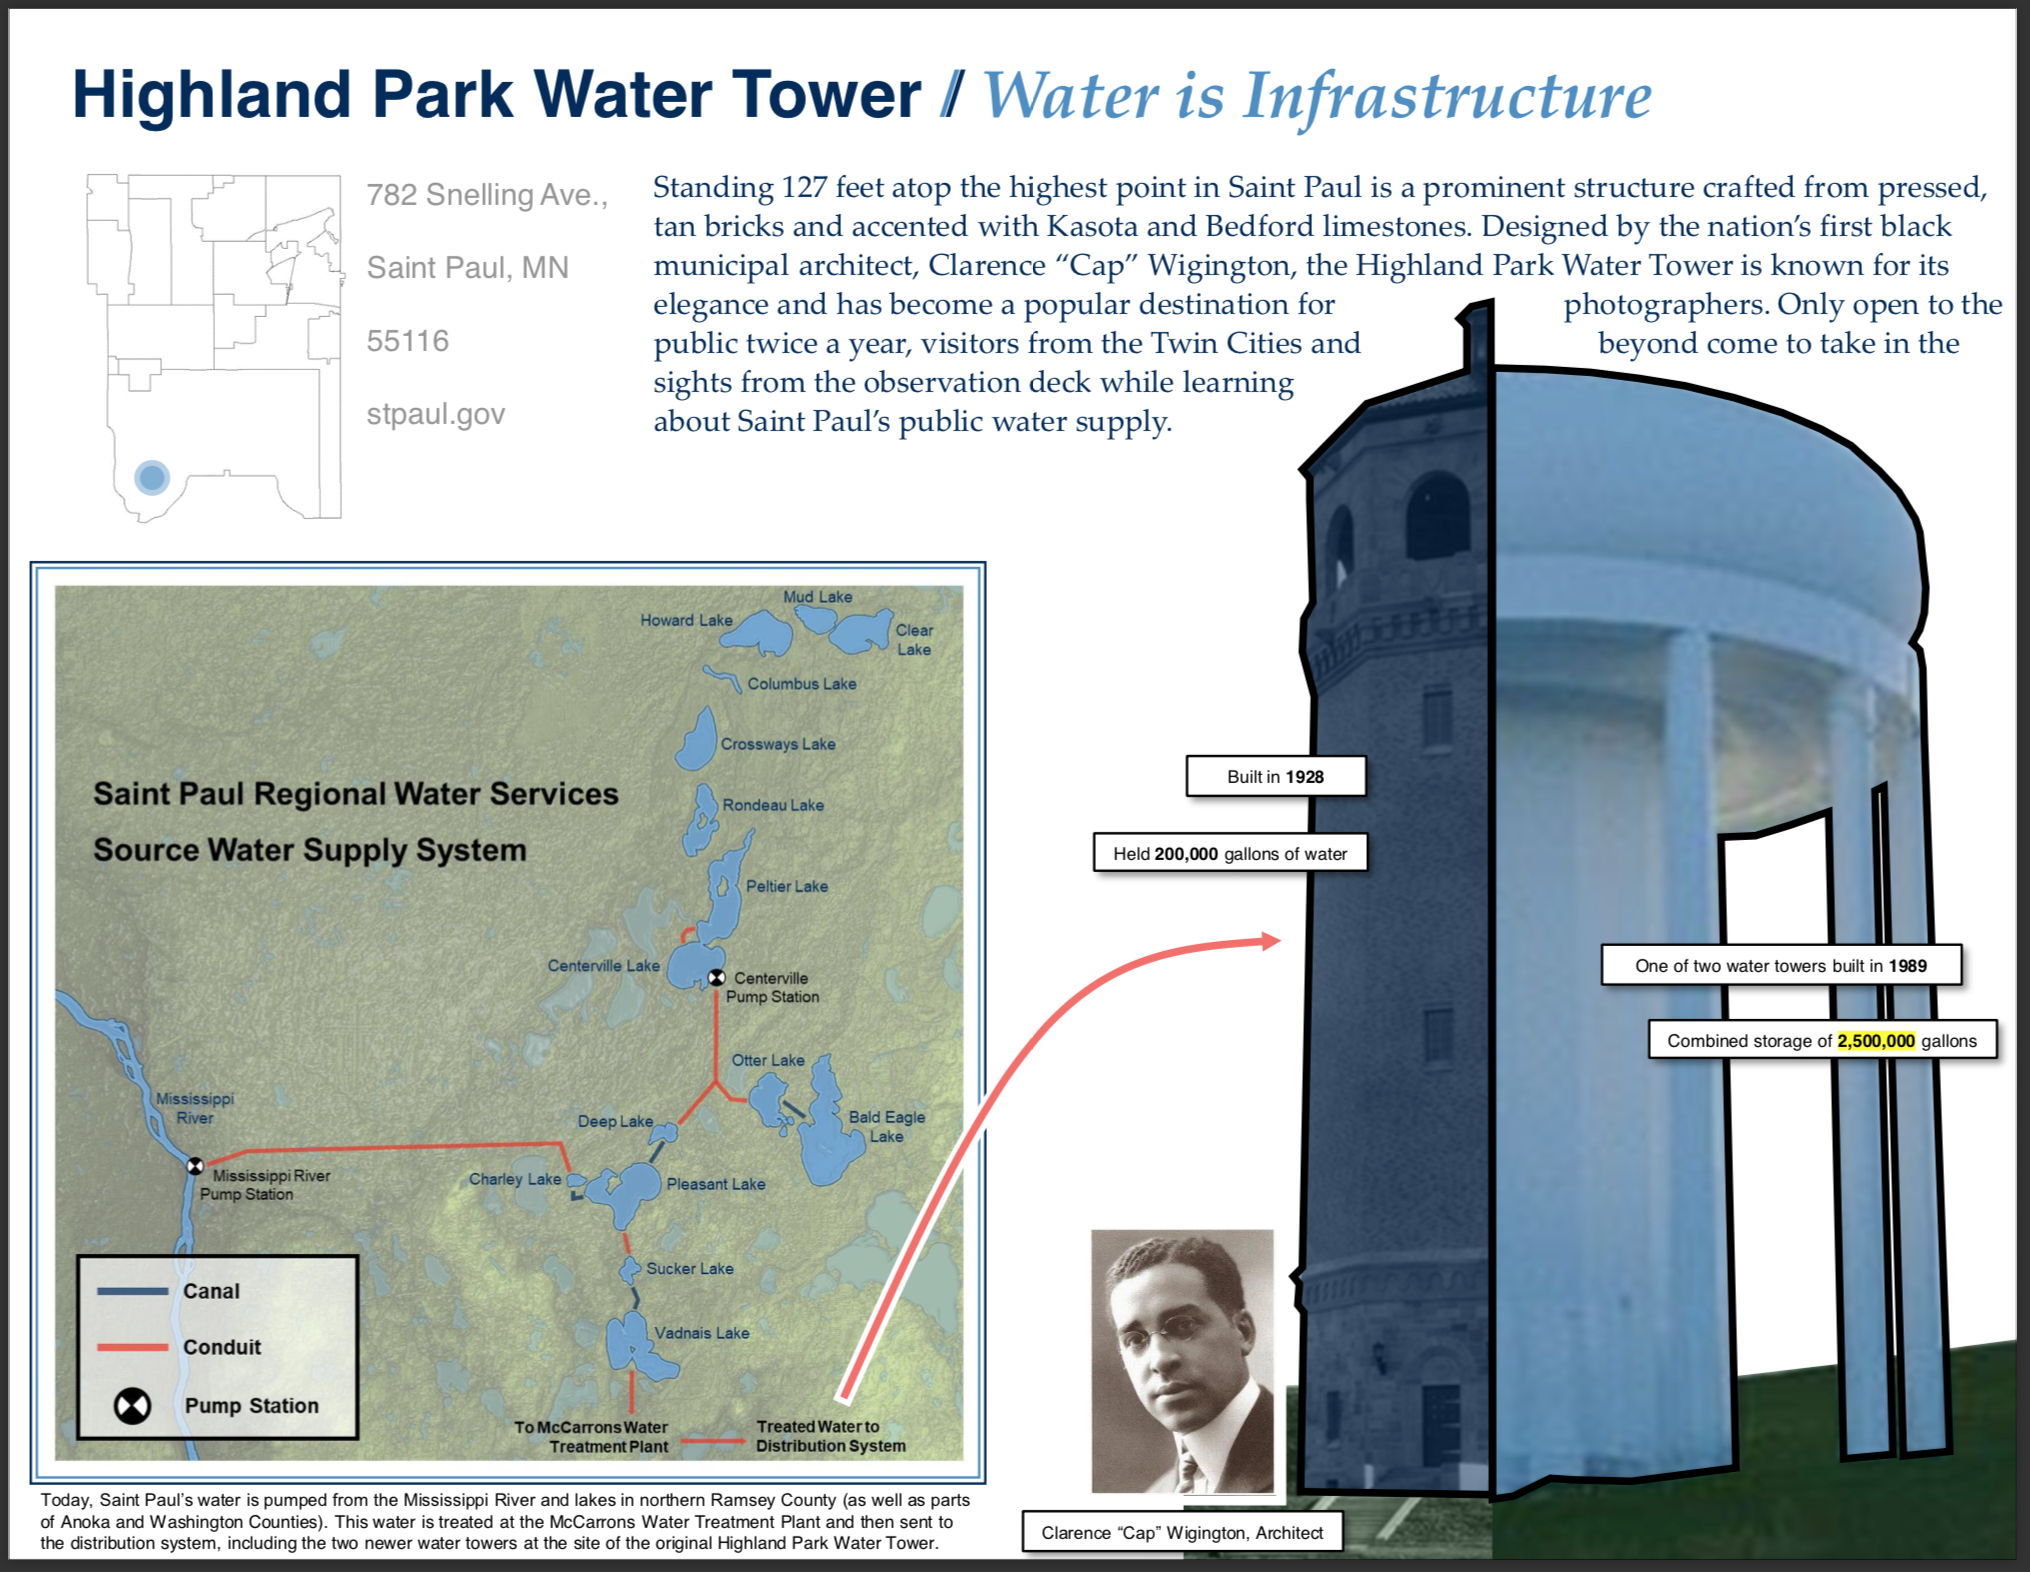 Highland Park Water Tower / Water is Infrastructure
782 Snelling Ave.,
Saint Paul, MN
55116
stpaul.gov
Standing 127 feet atop the highest point in Saint Paul is a prominent structure crafted from pressed,
tan bricks and accented with Kasota and Bedford limestones. Designed by the nation's first black
municipal architect, Clarence “Cap” Wigington, the Highland Park Water Tower is known for its
elegance and has become a popular destination for photographers. Only open to the
public twice a year, visitors from the Twin Cities and beyond come to take in the
sights from the observation deck while learning
about Saint Paul's public water supply.
Saint Paul Regional Water Services
Source Water Supply System
Mud Lake
Howard Lake
Clear
Lake
Columbus Lake
Crossways Lake
Rondeau Lake
Peltier Lake
Centerville Lake
Centerville
Pump Station
Otter Lake
Bald Eagle
Lake
Deep Lake
Mississippi
River
Mississippi River
Pump Station
Charley Lake
Pleasant Lake
Sucker Lake
Vadnais Lake
Canal
Conduit
Pump Station
To McCarrons Water
Treatment Plant
Treated Water to
Distribution System
Today, Saint Paul's water is pumped from the Mississippi River and lakes in northern Ramsey County (as well as parts
of Anoka and Washington Counties). This water is treated at the McCarrons Water Treatment Plant and then sent to
the distribution system, including the two newer water towers at the site of the original Highland Park Water Tower.
Built in 1928
Held 200,000 gallons of water
One of two water towers built in 1989
Combined storage of 2,500,000 gallons
Clarence “Cap” Wigington, Architect